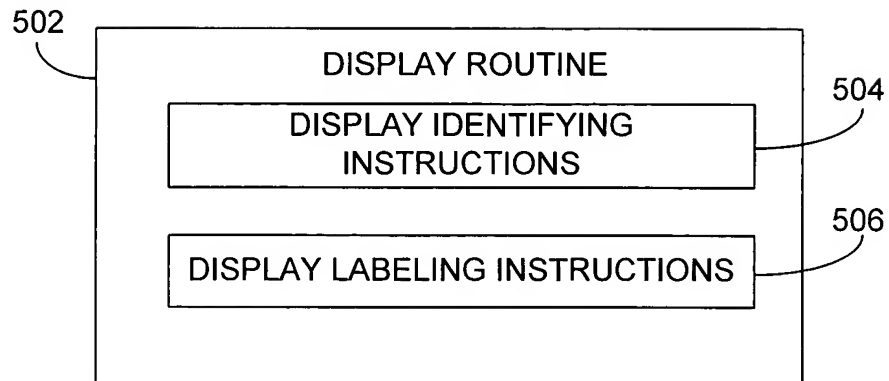 502
DISPLAY ROUTINE
504
DISPLAY IDENTIFYING
INSTRUCTIONS
506
DISPLAY LABELING INSTRUCTIONS